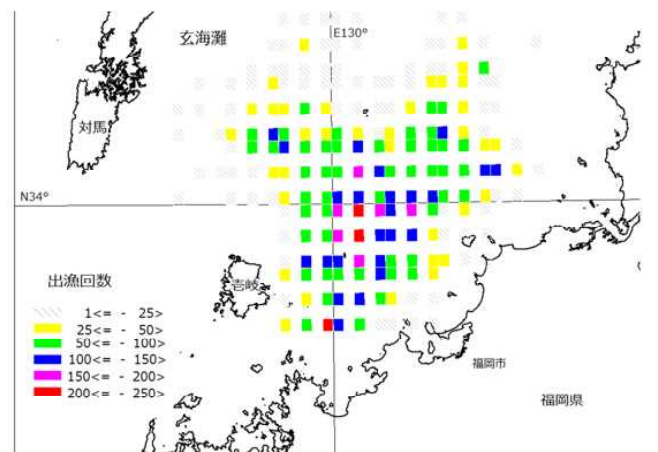 玄海灘
E130°
対馬
N34°
出漁回数
1<= - 25>
25<= - 50>
50<= - 100>
100<= - 150>
150<= - 200>
200<= - 250>
壱岐
福岡市
福岡県